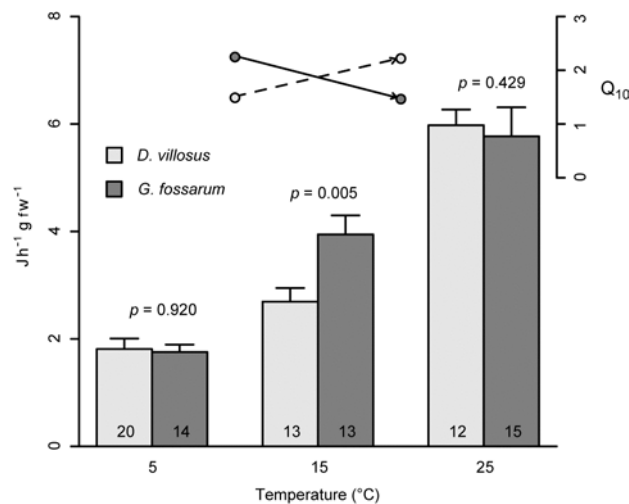 8
6
4
2
0
3
2
1
0
Q10
p = 0.429
D. villosus
G. fossarum
p = 0.005
p = 0.920
Jh⁻¹ g fw⁻¹
20 14 13 13 12 15
5 15 25
Temperature (°C)